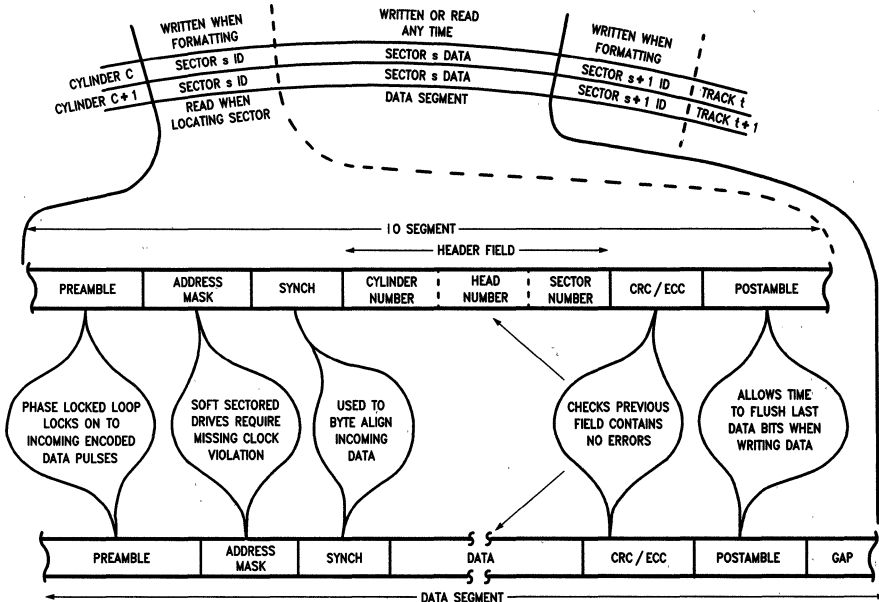 WRITTEN WHEN
FORMATTING
WRITTEN OR READ
ANY TIME
WRITTEN WHEN
FORMATTING
CYLINDER C
SECTOR s ID
SECTOR s DATA
SECTOR s+1 ID
TRACK t
CYLINDER C+1
SECTOR s ID
SECTOR s DATA
SECTOR s+1 ID
TRACK t+1
READ WHEN
LOCATING SECTOR
DATA SEGMENT
IO SEGMENT
HEADER FIELD
PREAMBLE
ADDRESS
MASK
SYNCH
CYLINDER
NUMBER
HEAD
NUMBER
SECTOR
NUMBER
CRC/ECC
POSTAMBLE
PHASE LOCKED LOOP
LOCKS ON TO
INCOMING ENCODED
DATA PULSES
SOFT SECTORED
DRIVES REQUIRE
MISSING CLOCK
VIOLATION
USED TO
BYTE ALIGN
INCOMING
DATA
CHECKS PREVIOUS
FIELD CONTAINS
NO ERRORS
ALLOWS TIME
TO FLUSH LAST
DATA BITS WHEN
WRITING DATA
PREAMBLE
ADDRESS
MASK
SYNCH
DATA
CRC/ECC
POSTAMBLE
GAP
DATA SEGMENT